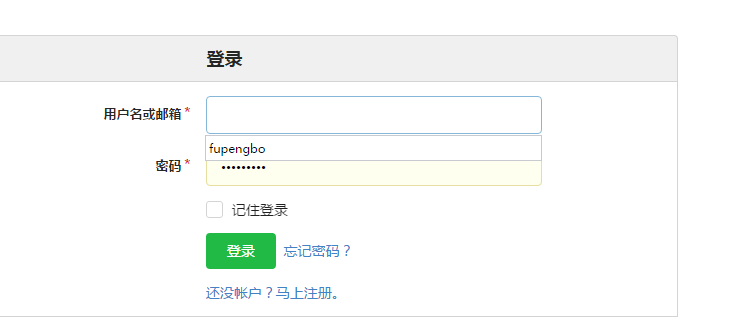 登录
用户名或邮箱 *
fupengbo
密码 * •••••••••
记住登录
登录 忘记密码？
还没帐户？马上注册。